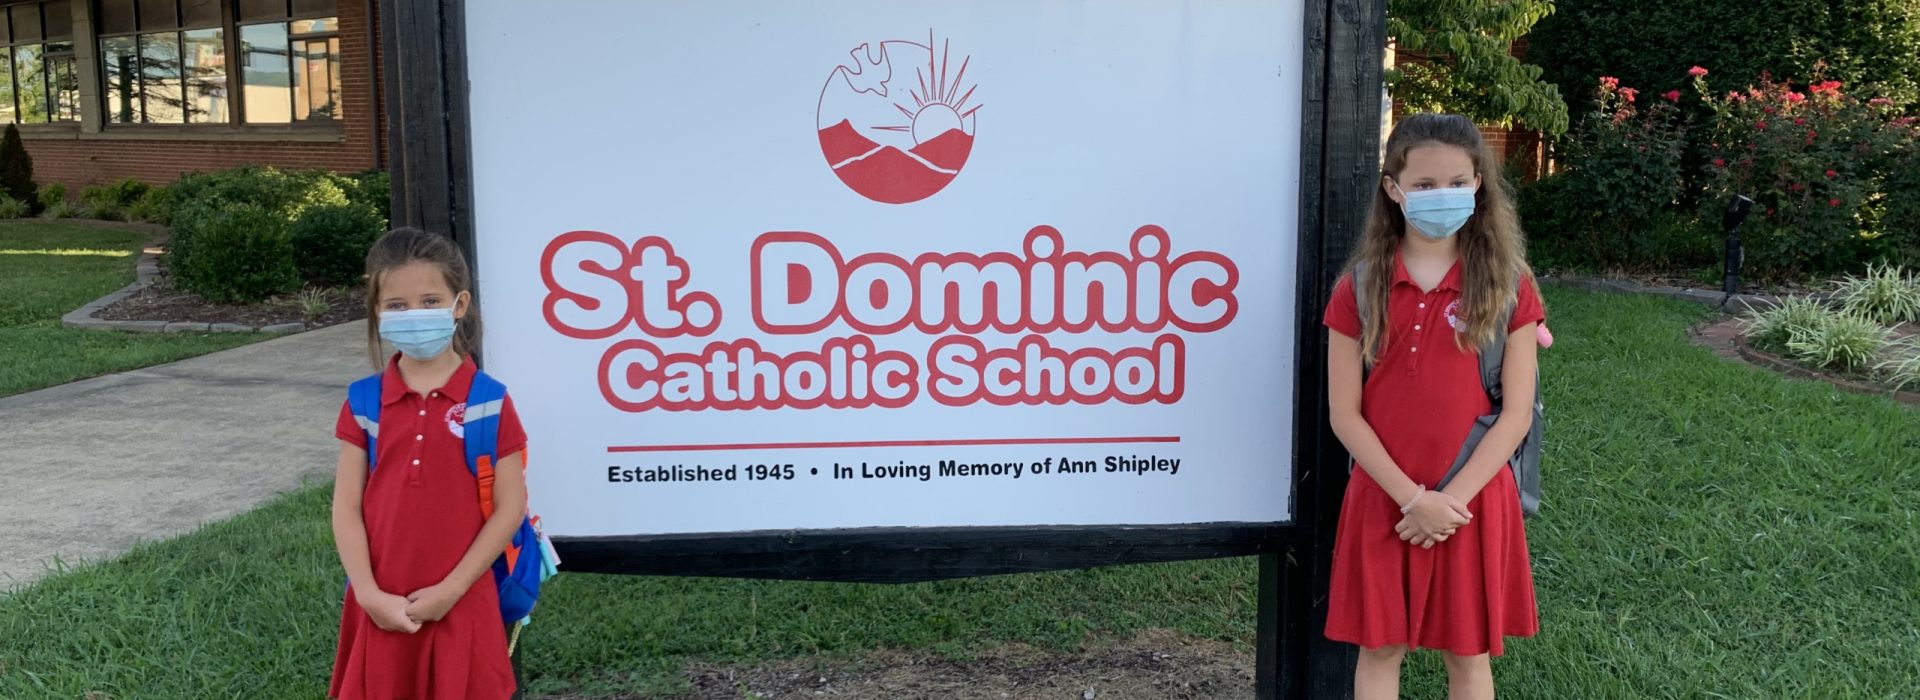 St. Dominic
Catholic School
Established 1945 • In Loving Memory of Ann Shipley